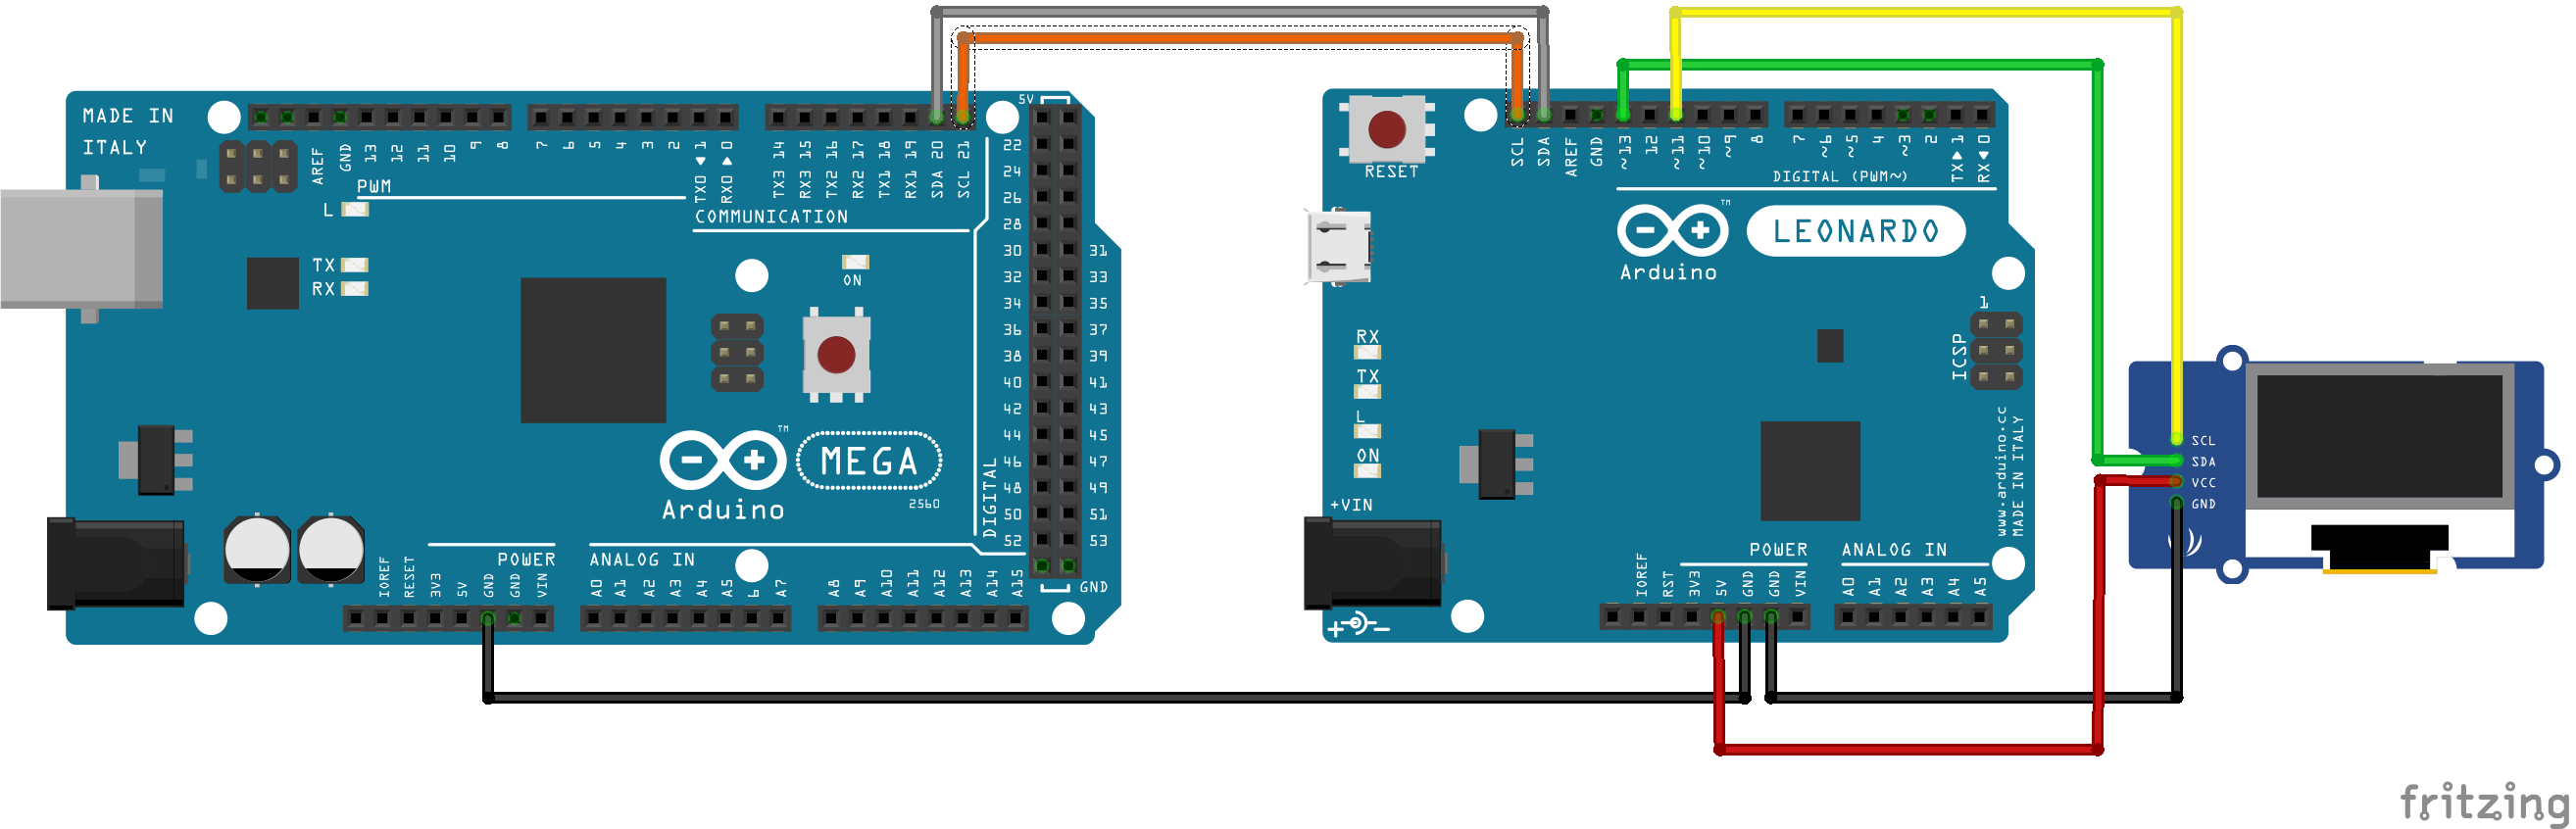 MADE IN
ITALY
AREF
GND
13
12
11
10
9
8
7
6
5
4
3
2
TX0 1
RX0 0
TX3 14
RX3 15
TX2 16
RX2 17
TX1 18
RX1 19
SDA 20
SCL 21
5V
PWM
COMMUNICATION
L
TX
RX
ON
22
24
26
28
30 31
32 33
34 35
36 37
38 39
40 41
42 43
44 45
46 47
48 49
50 51
52 53
GND
DIGITAL
TM
MEGA
2560
Arduino
POWER
ANALOG IN
IOREF
RESET
3V3
5V
GND
GND
VIN
A0
A1
A2
A3
A4
A5
6
A7
A8
A9
A10
A11
A12
A13
A14
A15
RESET
SCL
SDA
AREF
GND
~13
12
~11
~10
~9
8
7
~6
~5
4
~3
2
TX 1
RX 0
DIGITAL (PWM~)
TM
LEONARDO
Arduino
1
ICSP
RX
TX
L
ON
+VIN
www.arduino.cc
MADE IN ITALY
POWER
ANALOG IN
IOREF
RST
3V3
5V
GND
GND
VIN
A0
A1
A2
A3
A4
A5
SCL
SDA
VCC
GND
fritzing